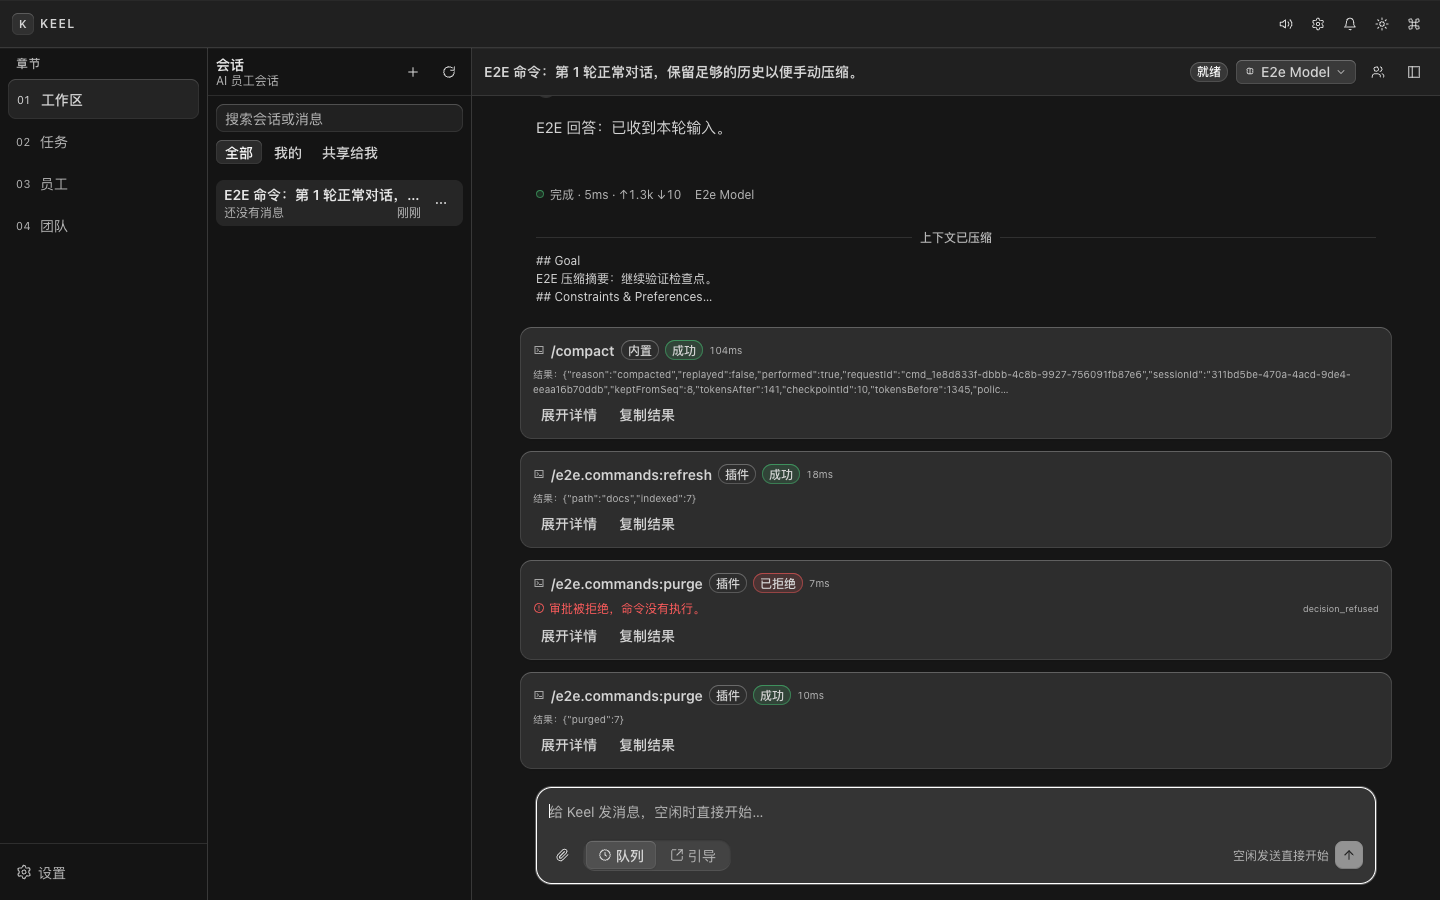 K KEEL
章节
01 工作区
02 任务
03 员工
04 团队
设置
会话
AI 员工会话
搜索会话或消息
全部 我的 共享给我
E2E 命令：第 1 轮正常对话，...
还没有消息 刚刚
E2E 命令：第 1 轮正常对话，保留足够的历史以便手动压缩。
就绪 E2e Model
E2E 回答：已收到本轮输入。
完成 · 5ms · ↑1.3k ↓10 E2e Model
上下文已压缩
## Goal
E2E 压缩摘要：继续验证检查点。
## Constraints & Preferences...
/compact 内置 成功 104ms
结果：{"reason":"compacted","replayed":false,"performed":true,"requestId":"cmd_1e8d833f-dbbb-4c8b-9927-756091fb87e6","sessionId":"311bd5be-470a-4acd-9de4-
eeaa16b70ddb","keptFromSeq":8,"tokensAfter":141,"checkpointId":10,"tokensBefore":1345,"polic...
展开详情 复制结果
/e2e.commands:refresh 插件 成功 18ms
结果：{"path":"docs","indexed":7}
展开详情 复制结果
/e2e.commands:purge 插件 已拒绝 7ms
审批被拒绝，命令没有执行。 decision_refused
展开详情 复制结果
/e2e.commands:purge 插件 成功 10ms
结果：{"purged":7}
展开详情 复制结果
给 Keel 发消息，空闲时直接开始...
队列 引导 空闲发送直接开始